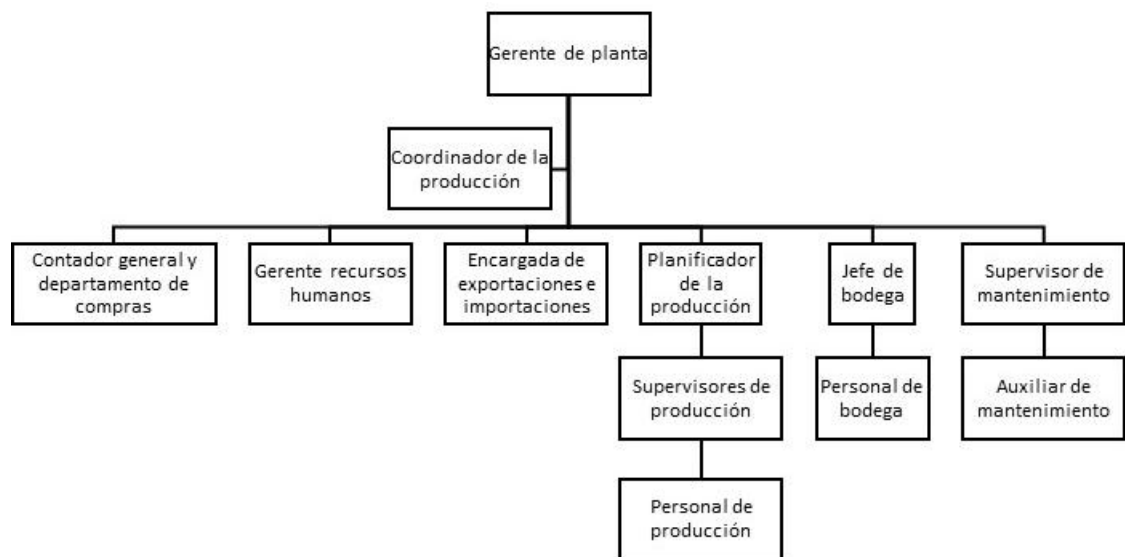 Gerente de planta
Coordinador de la
producción
Contador general y
departamento de
compras
Gerente recursos
humanos
Encargada de
exportaciones e
importaciones
Planificador
de la
producción
Jefe de
bodega
Supervisor de
mantenimiento
Supervisores de
producción
Personal de
bodega
Auxiliar de
mantenimiento
Personal de
producción